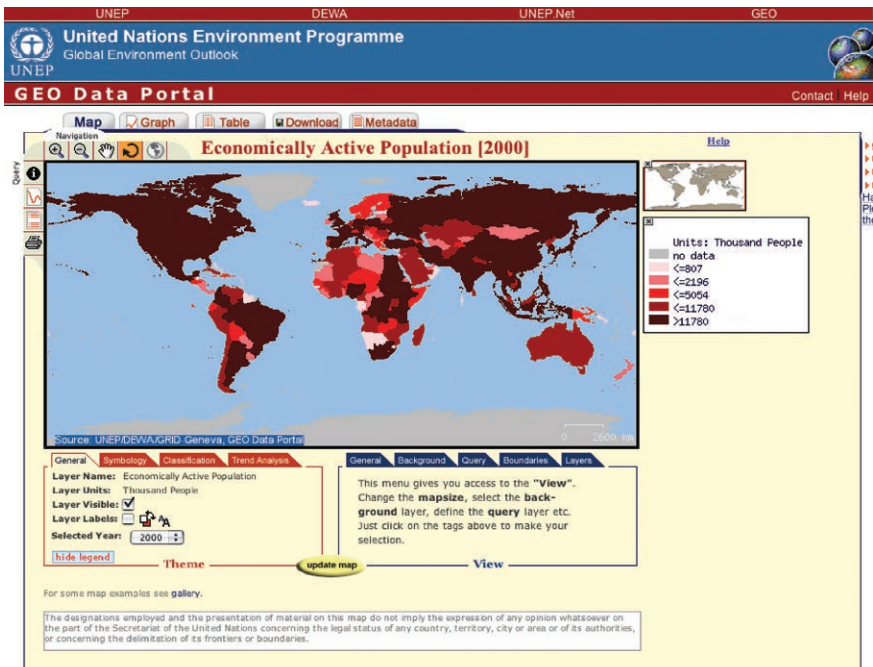 UNEP DEWA UNEP.Net GEO
United Nations Environment Programme
Global Environment Outlook
UNEP
GEO Data Portal
Contact Help
Map Graph Table Download Metadata
Navigation
Economically Active Population [2000]
Help
Query
Units: Thousand People
no data
<=807
<=2196
<=5054
<=11780
>11780
Source: UNEP/DEWA/GRID Geneva, GEO Data Portal
0 2600 km
General Symbology Classification Trend Analysis
Layer Name: Economically Active Population
Layer Units: Thousand People
Layer Visible:
Layer Labels: AA
Selected Year: 2000
hide legend
Theme
update map
General Background Query Boundaries Layers
This menu gives you access to the "View".
Change the mapsize, select the back-
ground layer, define the query layer etc.
Just click on the tags above to make your
selection.
View
For some map examples see gallery.
The designations employed and the presentation of material on this map do not imply the expression of any opinion whatsoever on
the part of the Secretariat of the United Nations concerning the legal status of any country, territory, city or area or of its authorities,
or concerning the delimitation of its frontiers or boundaries.